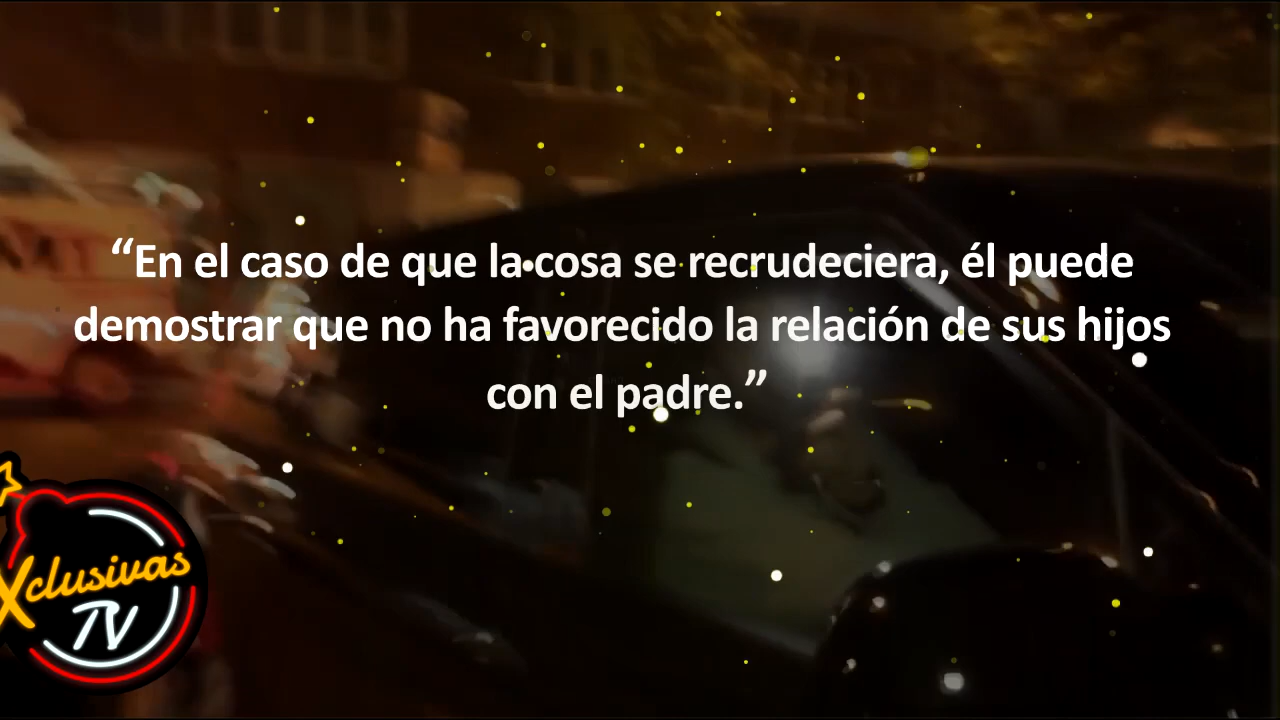 “En el caso de que la cosa se recrudeciera, él puede
demostrar que no ha favorecido la relación de sus hijos
con el padre.”
Xclusivas
TV